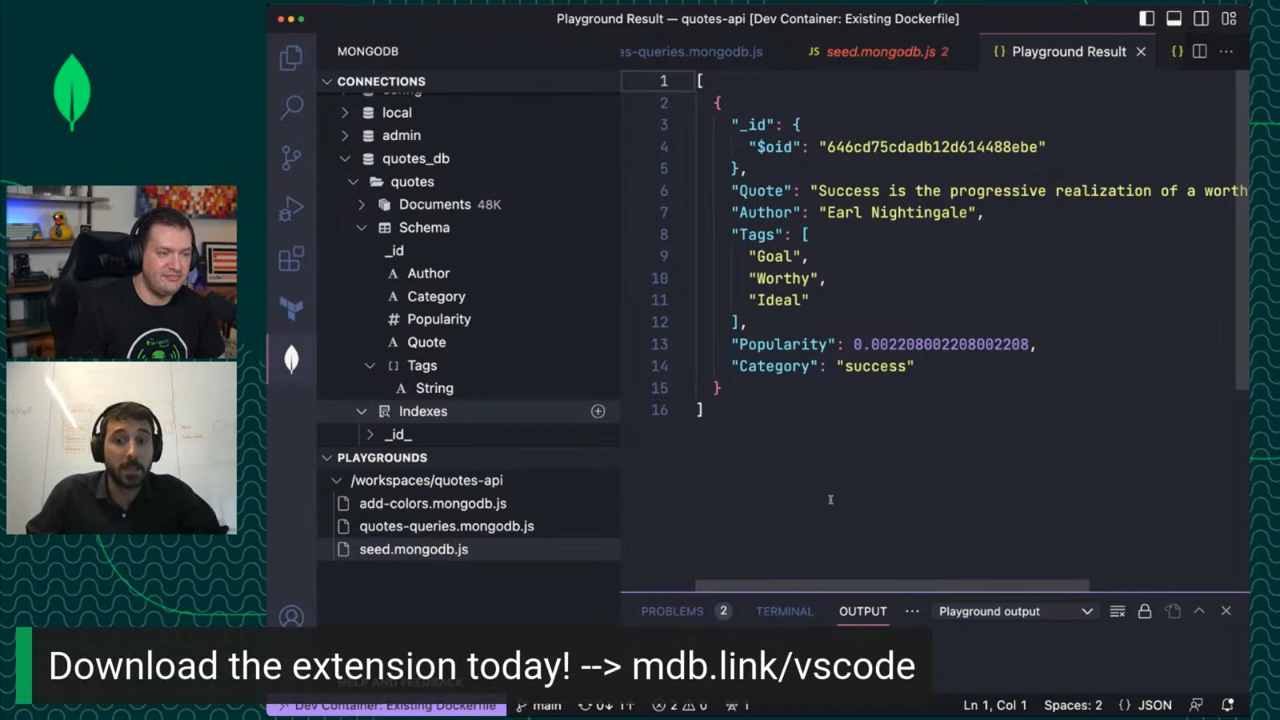 Playground Result — quotes-api [Dev Container: Existing Dockerfile]
MONGODB
es-queries.mongodb.js
JS seed.mongodb.js 2
{} Playground Result
{}
CONNECTIONS
local
admin
quotes_db
quotes
Documents 48K
Schema
_id
A Author
A Category
# Popularity
A Quote
[ ] Tags
A String
Indexes
_id_
PLAYGROUNDS
/workspaces/quotes-api
add-colors.mongodb.js
quotes-queries.mongodb.js
seed.mongodb.js
1 [
2 {
3 "_id": {
4 "$oid": "646cd75cdadb12d614488ebe"
5 },
6 "Quote": "Success is the progressive realization of a worth
7 "Author": "Earl Nightingale",
8 "Tags": [
9 "Goal",
10 "Worthy",
11 "Ideal"
12 ],
13 "Popularity": 0.002208002208002208,
14 "Category": "success"
15 }
16 ]
PROBLEMS 2 TERMINAL OUTPUT ··· Playground output
Download the extension today! --> mdb.link/vscode
Dev Container: Existing Dockerfile
main
0↓ 1↑
2
0
1
Ln 1, Col 1 Spaces: 2 {} JSON